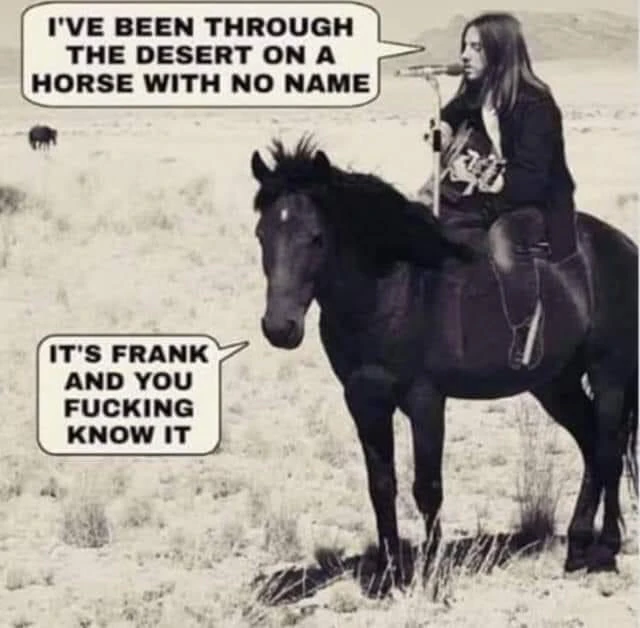 I'VE BEEN THROUGH
THE DESERT ON A
HORSE WITH NO NAME
IT'S FRANK
AND YOU
FUCKING
KNOW IT